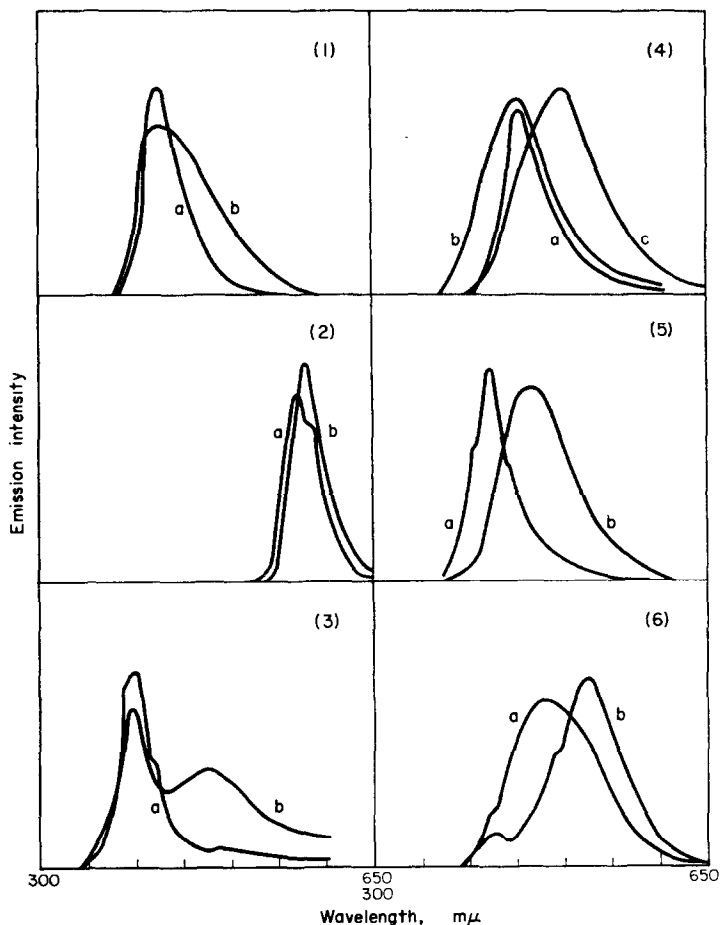 (1)
a
b
(4)
b
a
c
(2)
a
b
(5)
a
b
(3)
a
b
(6)
a
b
Emission intensity
300
650
300
650
Wavelength, mμ